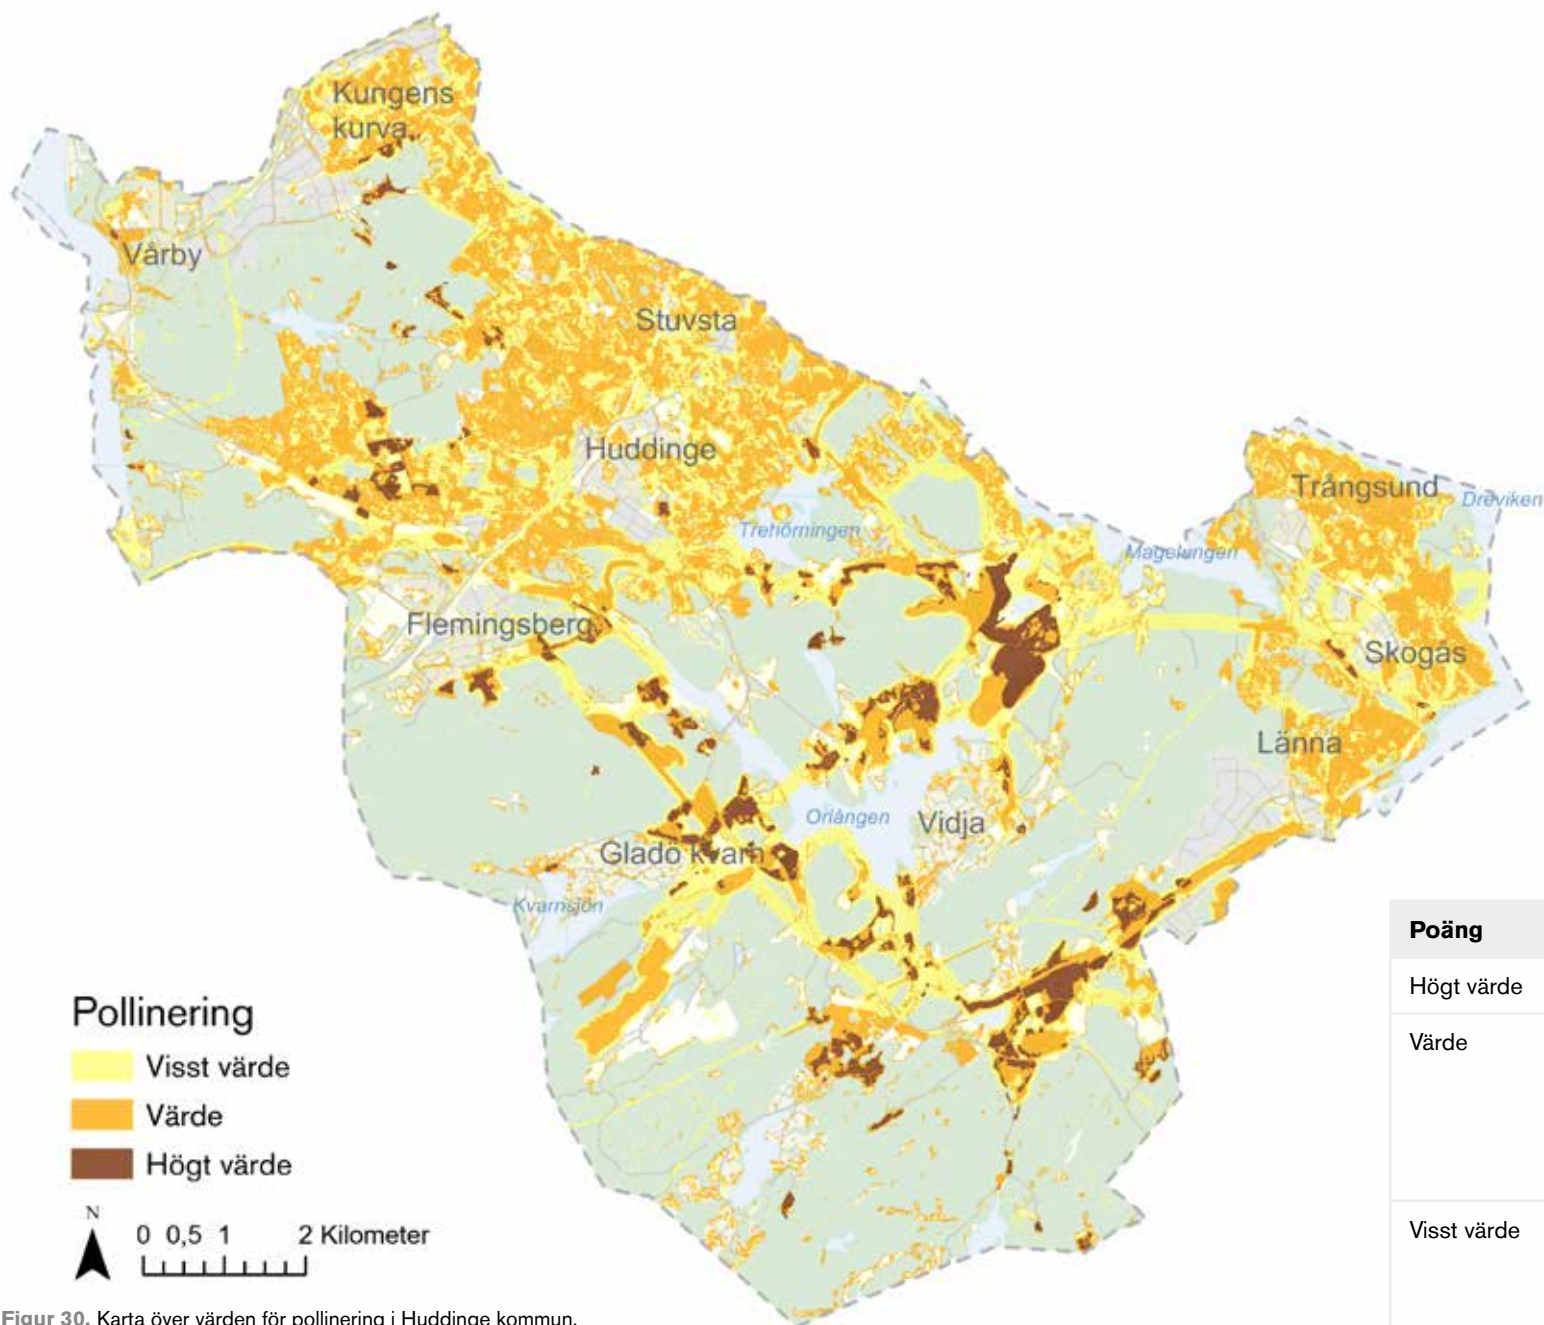 Kungens
kurva
Vårby
Stuvsta
Huddinge
Trehörningen
Trångsund
Drevviken
Magelungen
Flemingsberg
Skogås
Länna
Orlången
Vidja
Gladö kvarn
Kvarnsjön
Pollinering
Visst värde
Värde
Högt värde
N
0 0,5 1 2 Kilometer
Figur 30. Karta över värden för pollinering i Huddinge kommun.
Poäng
Högt värde
Värde
Visst värde